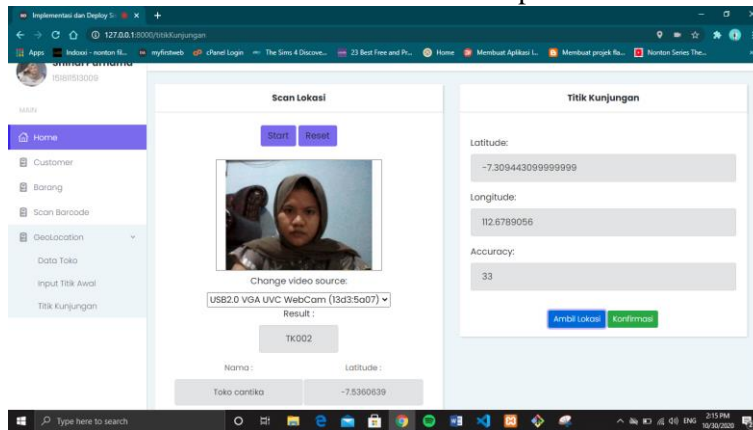 Implementasi dan Deploy S
127.0.0.1:8000/titikKunjungan
Apps
Indoxxi - nonton fil...
myfirstweb
cPanel Login
The Sims 4 Discove...
23 Best Free and Pr...
Home
Membuat Aplikasi L...
Membuat projek fla...
Nonton Series The...
151811513009
MAIN
Home
Customer
Barang
Scan Barcode
GeoLocation
Data Toko
Input Titik Awal
Titik Kunjungan
Scan Lokasi
Start Reset
Change video source:
USB2.0 VGA UVC WebCam (13d3:5a07)
Result :
TK002
Nama : Latitude :
Toko cantika -7.5360639
Titik Kunjungan
Latitude:
-7.309443099999999
Longitude:
112.6789056
Accuracy:
33
Ambil Lokasi Konfirmasi
Type here to search
ENG
2:15 PM
10/30/2020